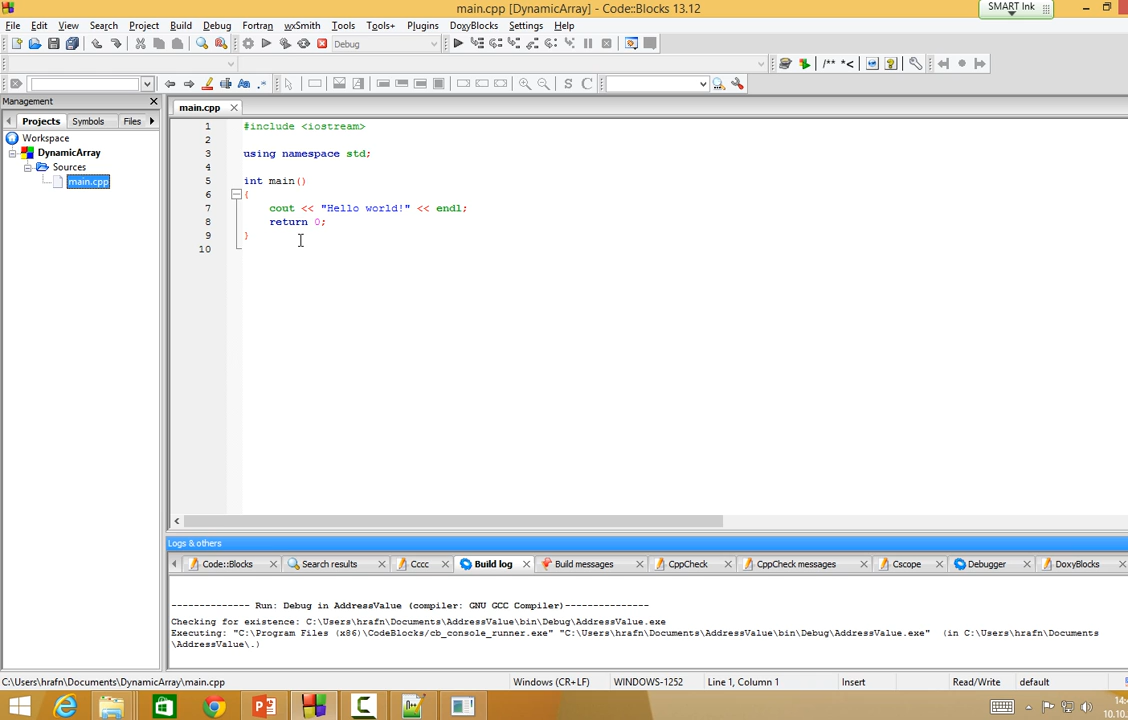 main.cpp [DynamicArray] - Code::Blocks 13.12
SMART Ink
File Edit View Search Project Build Debug Fortran wxSmith Tools Tools+ Plugins DoxyBlocks Settings Help
Debug
/** *<
S C
Management
main.cpp
Projects Symbols Files
Workspace
DynamicArray
Sources
main.cpp
1 #include <iostream>
2
3 using namespace std;
4
5 int main()
6 {
7 cout << "Hello world!" << endl;
8 return 0;
9 }
10
Logs & others
Code::Blocks Search results Cccc Build log Build messages CppCheck CppCheck messages Cscope Debugger DoxyBlocks
-------------- Run: Debug in AddressValue (compiler: GNU GCC Compiler)---------------
Checking for existence: C:\Users\hrafn\Documents\AddressValue\bin\Debug\AddressValue.exe
Executing: "C:\Program Files (x86)\CodeBlocks/cb_console_runner.exe" "C:\Users\hrafn\Documents\AddressValue\bin\Debug\AddressValue.exe" (in C:\Users\hrafn\Documents
\AddressValue\.)
C:\Users\hrafn\Documents\DynamicArray\main.cpp Windows (CR+LF) WINDOWS-1252 Line 1, Column 1 Insert Read/Write default
10.10.